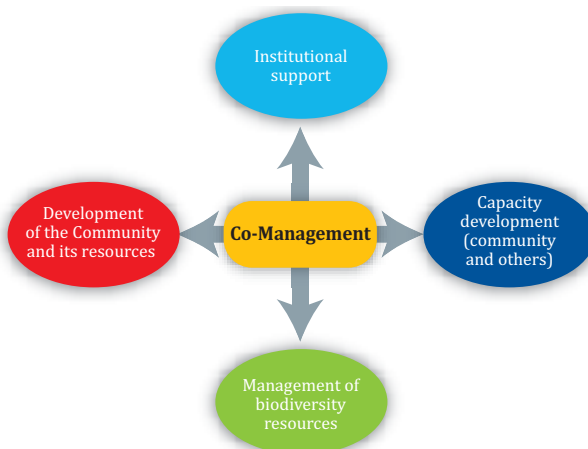 Institutional
support
Development
of the Community
and its resources
Co-Management
Capacity
development
(community
and others)
Management of
biodiversity
resources